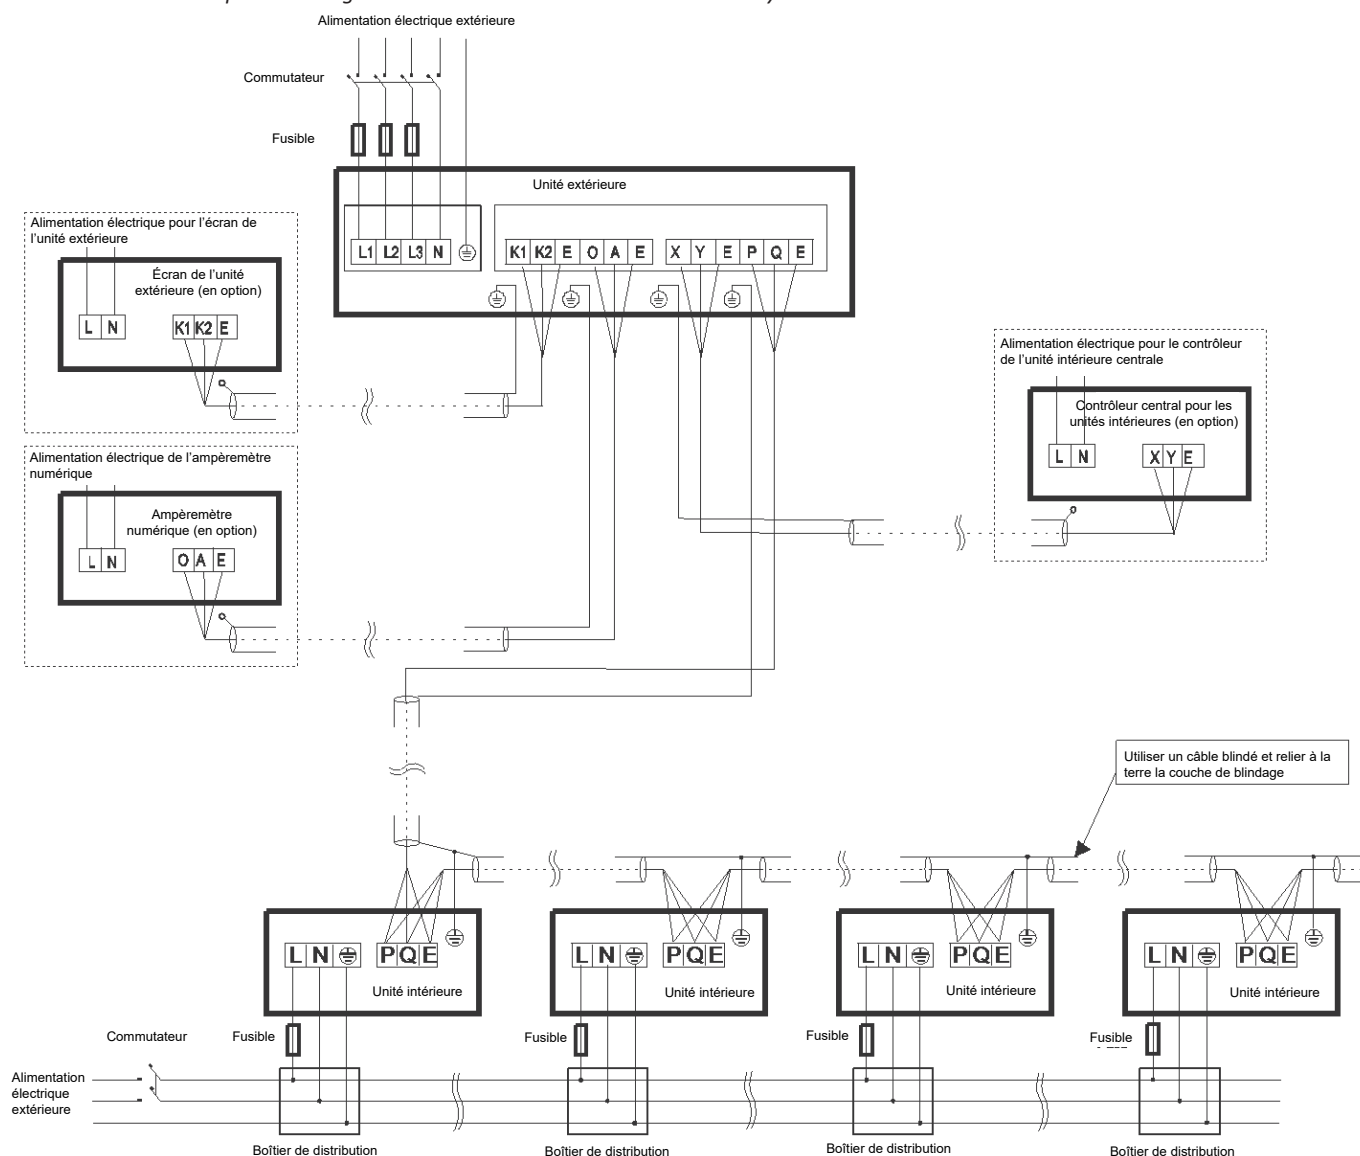 Alimentation électrique extérieure
Commutateur
Fusible
Unité extérieure
L1 L2 L3 N
K1 K2 E O A E X Y E P Q E
Alimentation électrique pour l'écran de
l'unité extérieure
Écran de l'unité
extérieure (en option)
L N K1 K2 E
Alimentation électrique pour le contrôleur
de l'unité intérieure centrale
Contrôleur central pour les
unités intérieures (en option)
L N X Y E
Alimentation électrique de l'ampèremètre
numérique
Ampèremètre
numérique (en option)
L N O A E
Utiliser un câble blindé et relier à la
terre la couche de blindage
L N P Q E
Unité intérieure
L N P Q E
Unité intérieure
L N P Q E
Unité intérieure
L N P Q E
Unité intérieure
Commutateur
Fusible
Fusible
Fusible
Fusible
Alimentation
électrique
extérieure
Boîtier de distribution
Boîtier de distribution
Boîtier de distribution
Boîtier de distribution